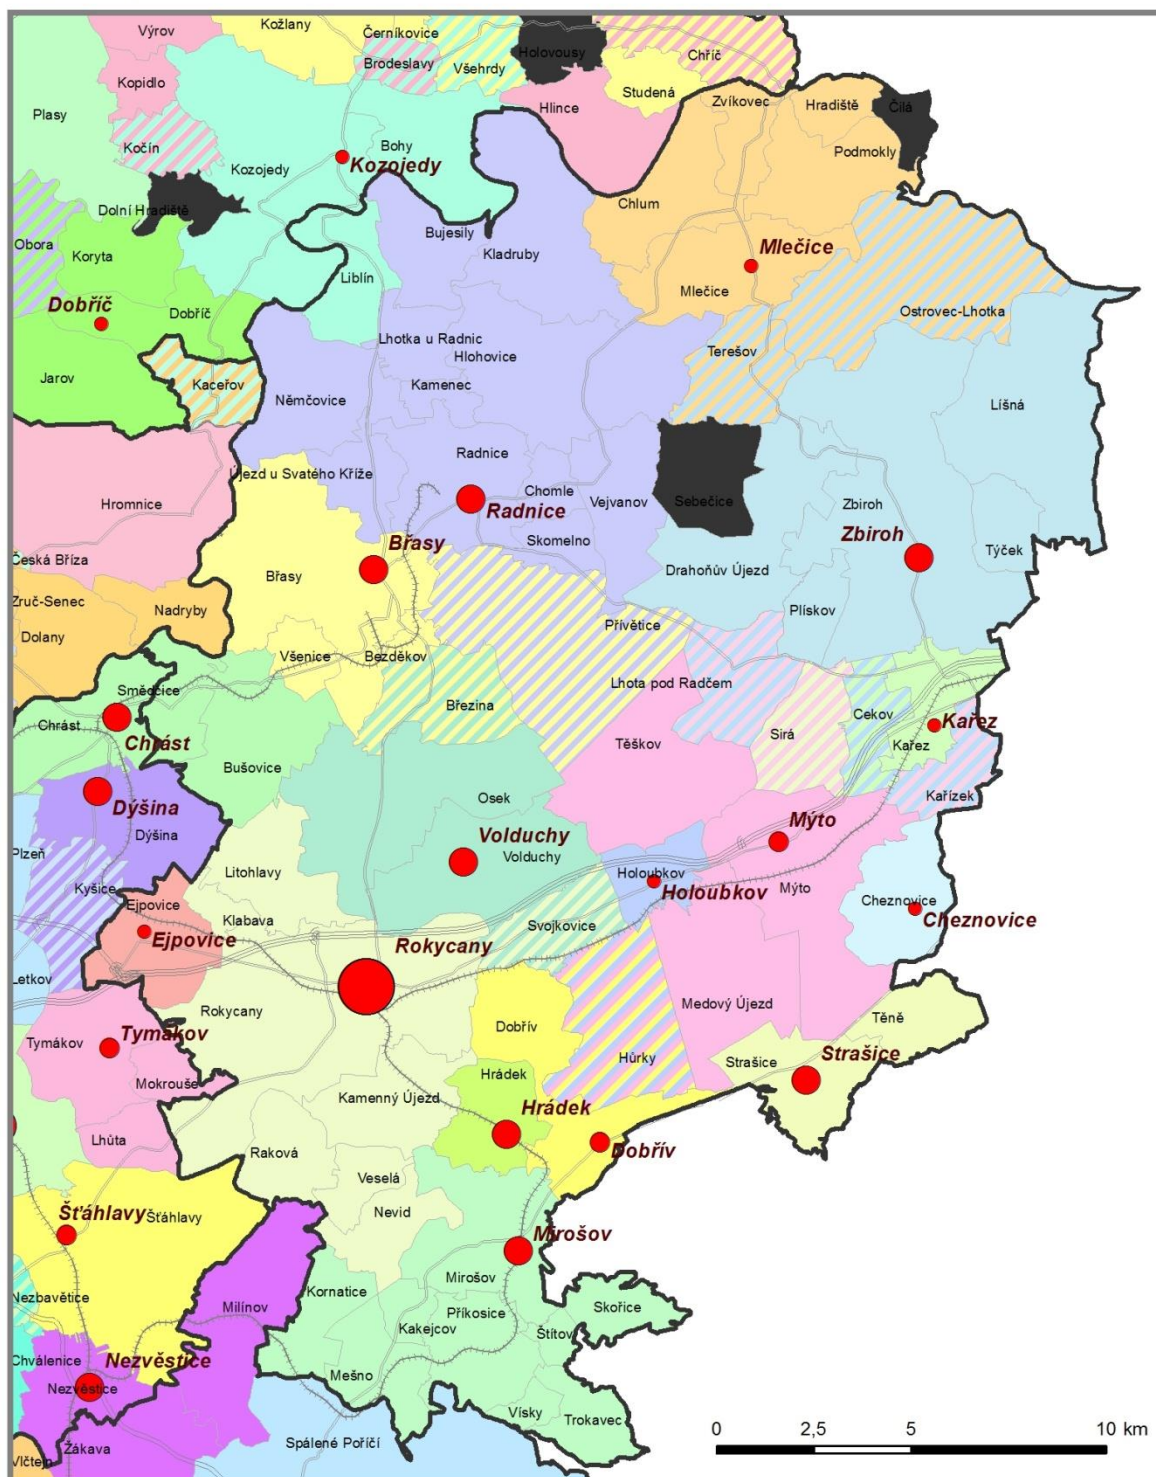 Kožlany
Výrov
Černíkovice
Holovousy
Chříč
Brodeslavy
Všehrdy
Kopidlo
Studená
Zvíkovec
Hradiště
Čilá
Hlince
Plasy
Kočín
Bohy
Kozojedy
Kozojedy
Podmokly
Chlum
Dolní Hradiště
Obora
Koryta
Bujesily
Kladruby
Mlečice
Liblín
Mlečice
Dobříč
Dobříč
Ostrovec-Lhotka
Lhotka u Radnic
Hlohovice
Terešov
Jarov
Kaceřov
Kamenec
Němčovice
Líšná
Radnice
Újezd u Svatého Kříže
Chomle
Vejvanov
Sebečice
Zbiroh
Hromnice
Radnice
Skomelno
Zbiroh
Břasy
Týček
Česká Bříza
Břasy
Drahoňův Újezd
Zruč-Senec
Nadryby
Plískov
Dolany
Přívětice
Všenice
Bezděkov
Smědčice
Lhota pod Radčem
Březina
Cekov
Chrást
Kařez
Chrást
Těškov
Sirá
Kařez
Bušovice
Osek
Kařízek
Dýšina
Mýto
Dýšina
Volduchy
Volduchy
Plzeň
Litohlavy
Holoubkov
Mýto
Kyšice
Holoubkov
Cheznovice
Ejpovice
Klabava
Svojkovice
Cheznovice
Ejpovice
Rokycany
Letkov
Rokycany
Medový Újezd
Těně
Tymákov
Tymákov
Dobřív
Hůrky
Strašice
Strašice
Mokrouše
Hrádek
Kamenný Újezd
Hrádek
Lhůta
Raková
Dobřív
Veselá
Nevid
Šťáhlavy
Šťáhlavy
Mirošov
Mirošov
Nezbavětice
Milínov
Kornatice
Příkosice
Skořice
Kakejcov
Štítov
Chválenice
Nezvěstice
Mešno
Nezvěstice
Vísky
Trokavec
Žákava
Spálené Poříčí
Vlčtejn
0 2,5 5 10 km